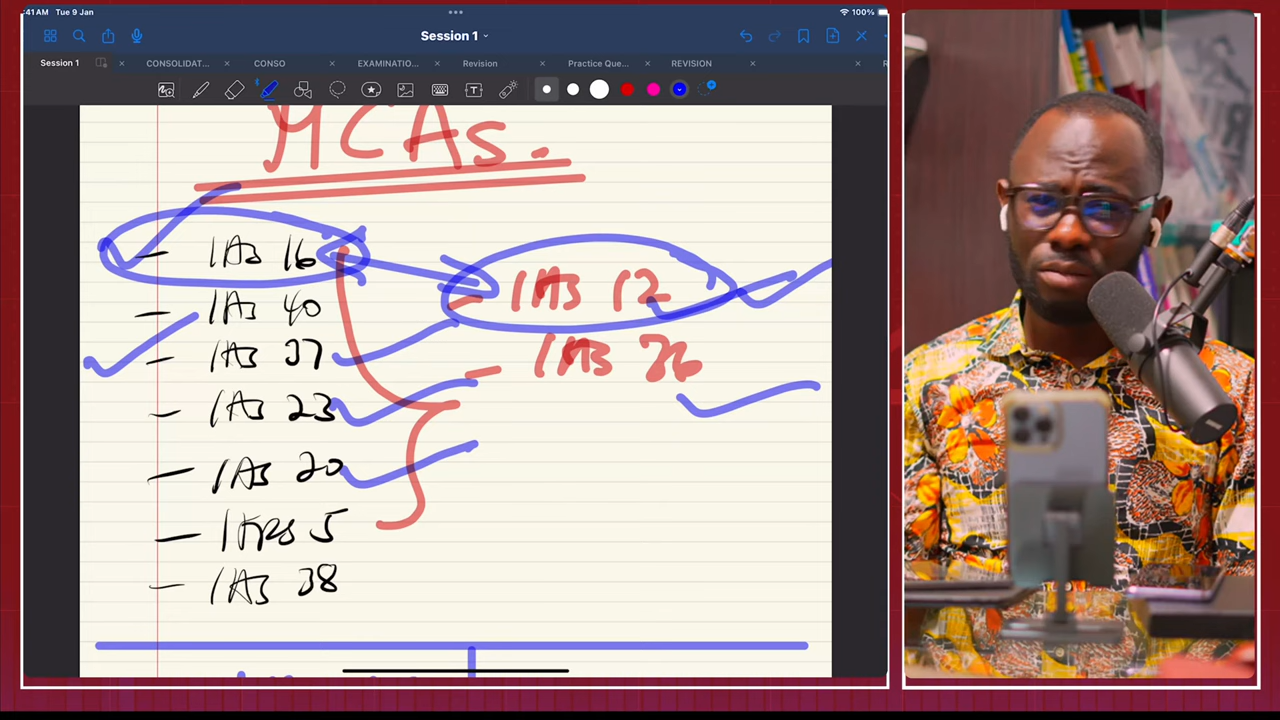 :41 AM Tue 9 Jan
100%
Session 1
Session 1 CONSOLIDAT... CONSO EXAMINATIO... Revision Practice Que... REVISION
MCAs.
- IAS 16
- IAS 40
- IAS 37
- IAS 23
- IAS 20
- IFRS 5
- IAS 38
- IAS 12
- IAS 36